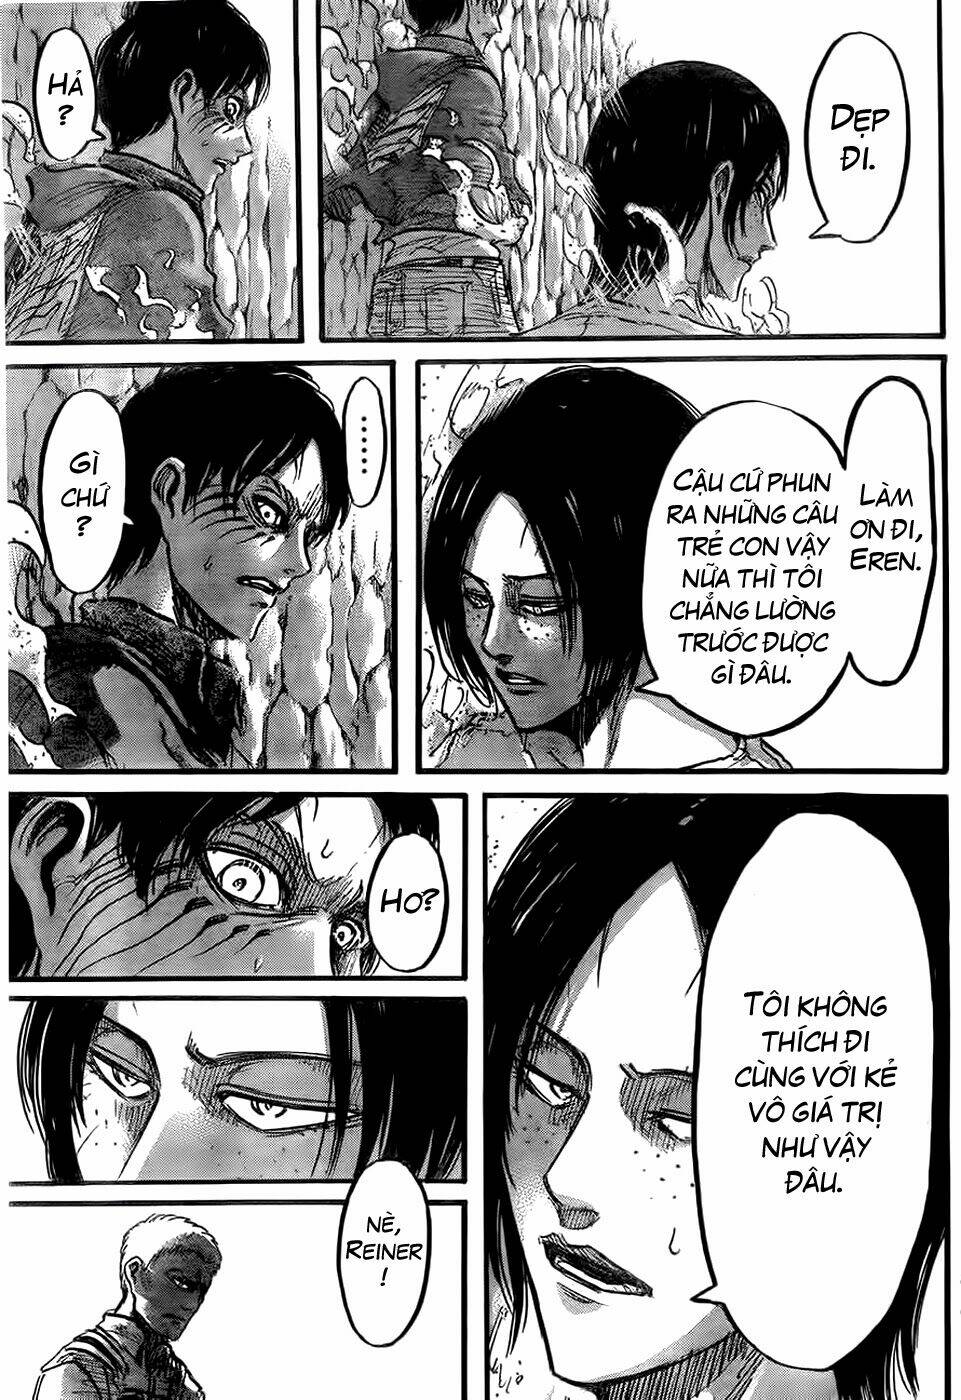 DẸP
ĐI.
HẢ
?
LÀM
ƠN ĐI,
EREN.
CẬU CỨ PHUN
RA NHỮNG CÂU
TRẺ CON VẬY
NỮA THÌ TÔI
CHẲNG LƯỜNG
TRƯỚC ĐƯỢC
GÌ ĐÂU.
......
GÌ
CHỨ
?
TÔI KHÔNG
THÍCH ĐI
CÙNG VỚI KẺ
VÔ GIÁ TRỊ
NHƯ VẬY
ĐÂU.
HƠ?
NÈ,
REINER
!